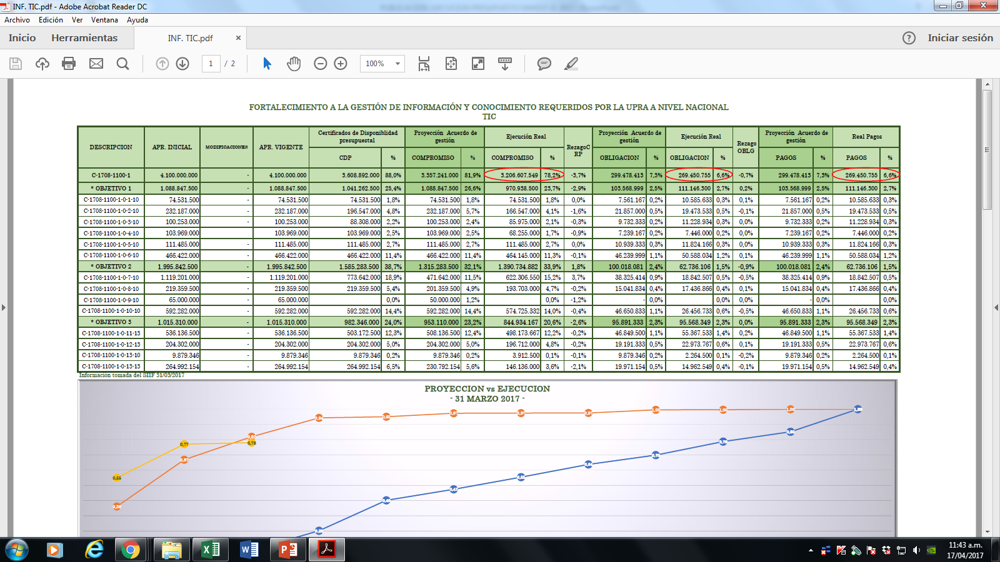 INF. TIC.pdf - Adobe Acrobat Reader DC
Archivo Edición Ver Ventana Ayuda
Inicio Herramientas INF. TIC.pdf × Iniciar sesión
1 / 2 100%
FORTALECIMIENTO A LA GESTIÓN DE INFORMACIÓN Y CONOCIMIENTO REQUERIDOS POR LA UPRA A NIVEL NACIONAL
TIC
DESCRIPCION APR. INICIAL MODIFICACIONES APR. VIGENTE Certificados de Disponiblidad presupuestal Proyección Acuerdo de gestión Ejecución Real RezagoC RP Proyección Acuerdo de gestión Ejecución Real Rezago OBLG Proyección Acuerdo de gestión Real Pagos
CDP % COMPROMISO % COMPROMISO % OBLIGACION % OBLIGACION % PAGOS % PAGOS %
C-1708-1100-1 4.100.000.000 - 4.100.000.000 3.608.892.000 88,0% 3.357.241.000 81,9% 3.206.607.549 78,2% -3,7% 299.478.413 7,3% 269.450.755 6,6% -0,7% 299.478.413 7,3% 269.450.755 6,6%
* OBJETIVO 1 1.088.847.500 - 1.088.847.500 1.041.262.500 25,4% 1.088.847.500 26,6% 970.938.500 23,7% -2,9% 103.568.999 2,5% 111.146.300 2,7% 0,2% 103.568.999 2,5% 111.146.300 2,7%
C-1708-1100-1-0-1-10 74.531.500 - 74.531.500 74.531.500 1,8% 74.531.500 1,8% 74.531.500 1,8% 0,0% 7.561.167 0,2% 10.585.633 0,3% 0,1% 7.561.167 0,2% 10.585.633 0,3%
C-1708-1100-1-0-2-10 232.187.000 - 232.187.000 196.547.000 4,8% 232.187.000 5,7% 166.547.000 4,1% -1,6% 21.857.000 0,5% 19.473.533 0,5% -0,1% 21.857.000 0,5% 19.473.533 0,5%
C-1708-1100-1-0-3-10 100.253.000 - 100.253.000 88.308.000 2,2% 100.253.000 2,4% 85.975.000 2,1% -0,3% 9.732.333 0,2% 11.228.934 0,3% 0,0% 9.732.333 0,2% 11.228.934 0,3%
C-1708-1100-1-0-4-10 103.969.000 - 103.969.000 103.969.000 2,5% 103.969.000 2,5% 68.255.000 1,7% -0,9% 7.239.167 0,2% 7.446.000 0,2% 0,0% 7.239.167 0,2% 7.446.000 0,2%
C-1708-1100-1-0-5-10 111.485.000 - 111.485.000 111.485.000 2,7% 111.485.000 2,7% 111.485.000 2,7% 0,0% 10.939.333 0,3% 11.824.166 0,3% 0,0% 10.939.333 0,3% 11.824.166 0,3%
C-1708-1100-1-0-6-10 466.422.000 - 466.422.000 466.422.000 11,4% 466.422.000 11,4% 464.145.000 11,3% -0,1% 46.239.999 1,1% 50.588.034 1,2% 0,1% 46.239.999 1,1% 50.588.034 1,2%
* OBJETIVO 2 1.995.842.500 - 1.995.842.500 1.585.283.500 38,7% 1.315.283.500 32,1% 1.390.734.882 33,9% 1,8% 100.018.081 2,4% 62.736.106 1,5% -0,9% 100.018.081 2,4% 62.736.106 1,5%
C-1708-1100-1-0-7-10 1.119.201.000 - 1.119.201.000 773.642.000 18,9% 471.642.000 11,5% 622.306.550 15,2% 3,7% 38.325.414 0,9% 18.842.507 0,5% -0,5% 38.325.414 0,9% 18.842.507 0,5%
C-1708-1100-1-0-8-10 219.359.500 - 219.359.500 219.359.500 5,4% 201.359.500 4,9% 193.703.000 4,7% -0,2% 15.041.834 0,4% 17.436.866 0,4% 0,1% 15.041.834 0,4% 17.436.866 0,4%
C-1708-1100-1-0-9-10 65.000.000 - 65.000.000 0,0% 50.000.000 1,2% 0,0% -1,2% - 0,0% 0,0% 0,0% - 0,0% 0,0%
C-1708-1100-1-0-10-10 592.282.000 - 592.282.000 592.282.000 14,4% 592.282.000 14,4% 574.725.332 14,0% -0,4% 46.650.833 1,1% 26.456.733 0,6% -0,5% 46.650.833 1,1% 26.456.733 0,6%
* OBJETIVO 3 1.015.310.000 - 1.015.310.000 982.346.000 24,0% 953.110.000 23,2% 844.934.167 20,6% -2,6% 95.891.333 2,3% 95.568.349 2,3% 0,0% 95.891.333 2,3% 95.568.349 2,3%
C-1708-1100-1-0-11-13 536.136.500 - 536.136.500 503.172.500 12,3% 508.136.500 12,4% 498.173.667 12,2% -0,2% 46.849.500 1,1% 55.367.533 1,4% 0,2% 46.849.500 1,1% 55.367.533 1,4%
C-1708-1100-1-0-12-13 204.302.000 - 204.302.000 204.302.000 5,0% 204.302.000 5,0% 196.712.000 4,8% -0,2% 19.191.333 0,5% 22.973.767 0,6% 0,1% 19.191.333 0,5% 22.973.767 0,6%
C-1708-1100-1-0-13-10 9.879.346 - 9.879.346 9.879.346 0,2% 9.879.346 0,2% 3.912.500 0,1% -0,1% 9.879.346 0,2% 2.264.500 0,1% -0,2% 9.879.346 0,2% 2.264.500 0,1%
C-1708-1100-1-0-13-13 264.992.154 - 264.992.154 264.992.154 6,5% 230.792.154 5,6% 146.136.000 3,6% -2,1% 19.971.154 0,5% 14.962.549 0,4% -0,1% 19.971.154 0,5% 14.962.549 0,4%
Información tomada del SIIF 31/03/2017
PROYECCION vs EJECUCION
- 31 MARZO 2017 -
0,77
0,78
0,55
11:43 a.m.
17/04/2017